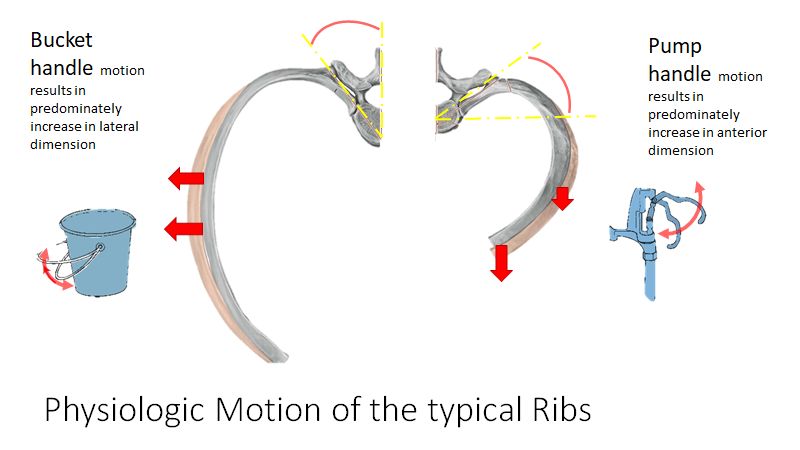 Bucket
handle motion
results in
predominately
increase in lateral
dimension
Pump
handle motion
results in
predominately
increase in anterior
dimension
Physiologic Motion of the typical Ribs